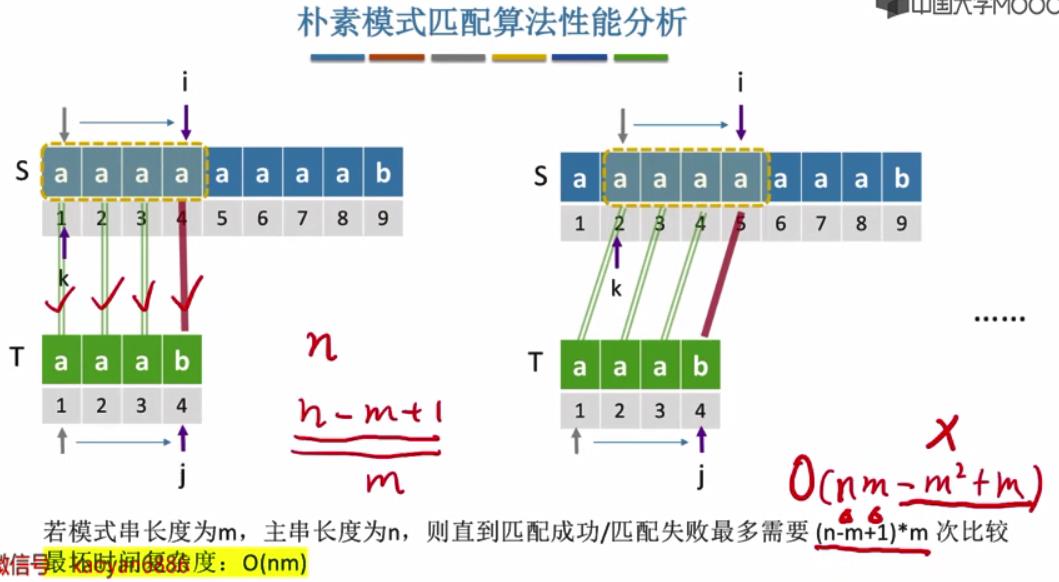 朴素模式匹配算法性能分析
中国大学MOOC
i
S a a a a a a a a b
1 2 3 4 5 6 7 8 9
k
T a a a b
1 2 3 4
j
n
n-m+1
m
i
S a a a a a a a a b
1 2 3 4 5 6 7 8 9
k
T a a a b
1 2 3 4
j
......
X
O(nm-m²+m)
若模式串长度为m，主串长度为n，则直到匹配成功/匹配失败最多需要 (n-m+1)*m 次比较
最坏时间复杂度：O(nm)
微信号